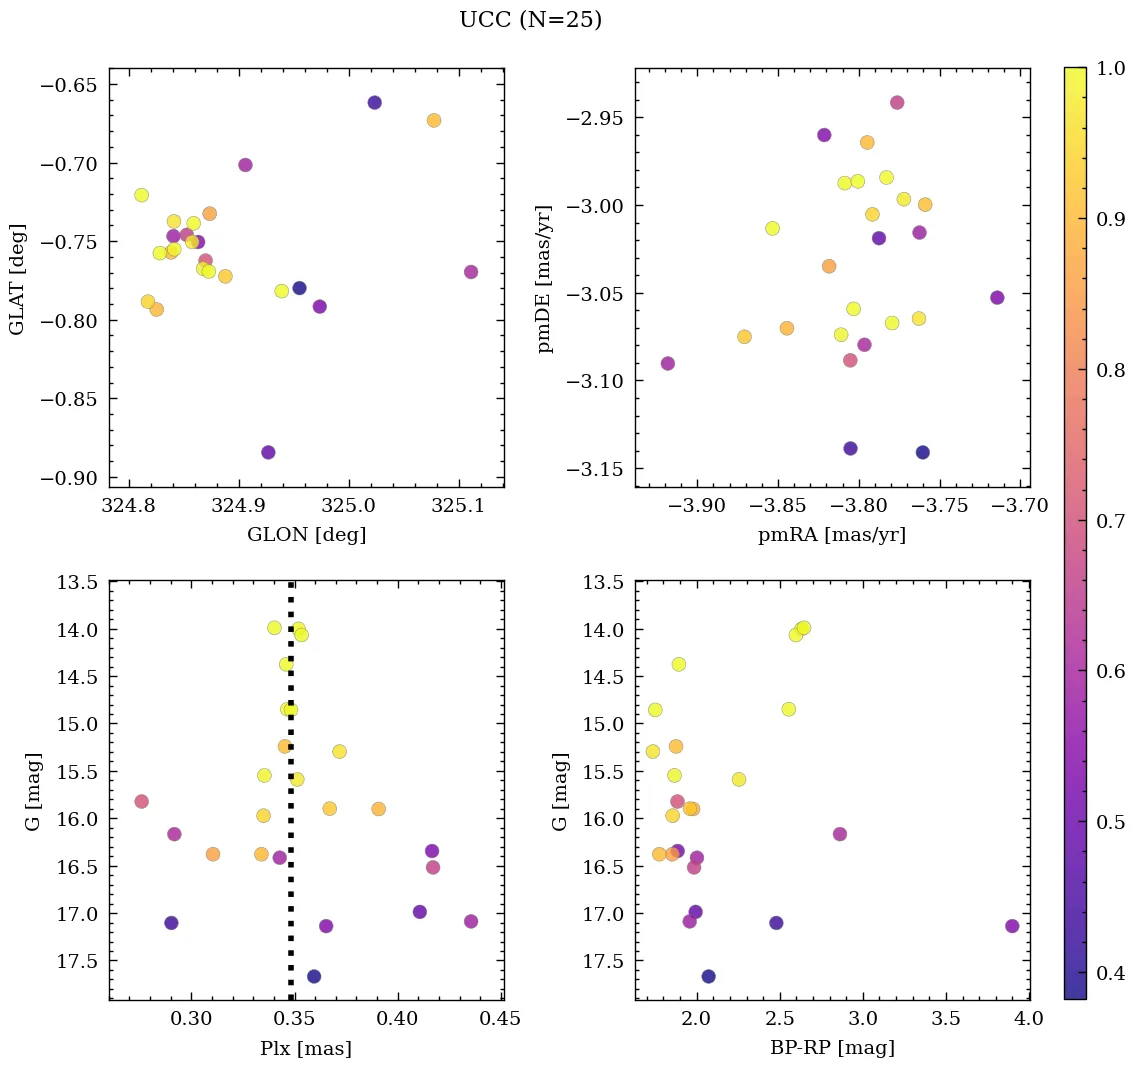 UCC (N=25)
−0.65
−0.70
−0.75
−0.80
−0.85
−0.90
GLAT [deg]
324.8 324.9 325.0 325.1
GLON [deg]
−2.95
−3.00
−3.05
−3.10
−3.15
pmDE [mas/yr]
−3.90 −3.85 −3.80 −3.75 −3.70
pmRA [mas/yr]
13.5
14.0
14.5
15.0
15.5
16.0
16.5
17.0
17.5
G [mag]
0.30 0.35 0.40 0.45
Plx [mas]
13.5
14.0
14.5
15.0
15.5
16.0
16.5
17.0
17.5
G [mag]
2.0 2.5 3.0 3.5 4.0
BP-RP [mag]
1.0
0.9
0.8
0.7
0.6
0.5
0.4